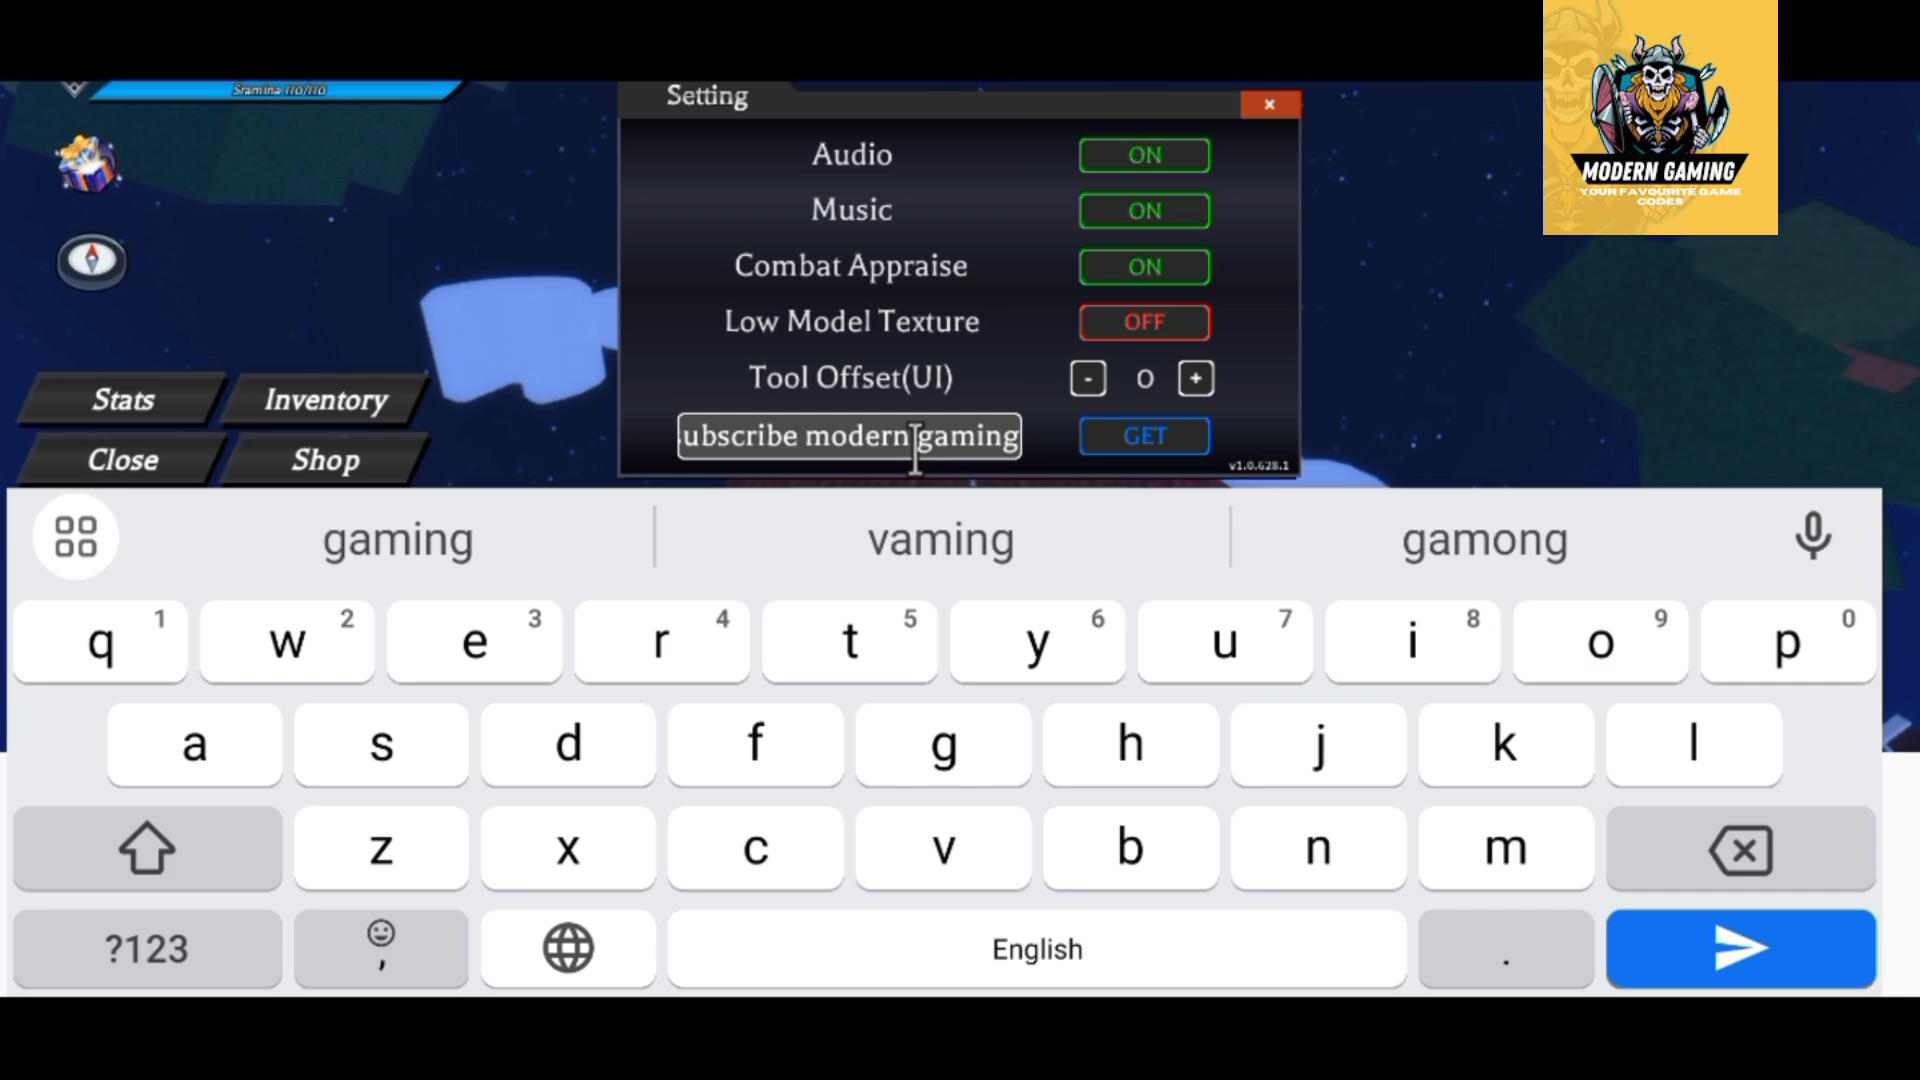 Stamina 110/110
Setting
x
Audio ON
Music ON
Combat Appraise ON
Low Model Texture OFF
Tool Offset(UI) - 0 +
ubscribe modern gaming GET
v1.0.628.1
Stats Inventory
Close Shop
MODERN GAMING
YOUR FAVOURITE GAME
CODES
gaming vaming gamong
q 1 w 2 e 3 r 4 t 5 y 6 u 7 i 8 o 9 p 0
a s d f g h j k l
z x c v b n m
?123 , English .